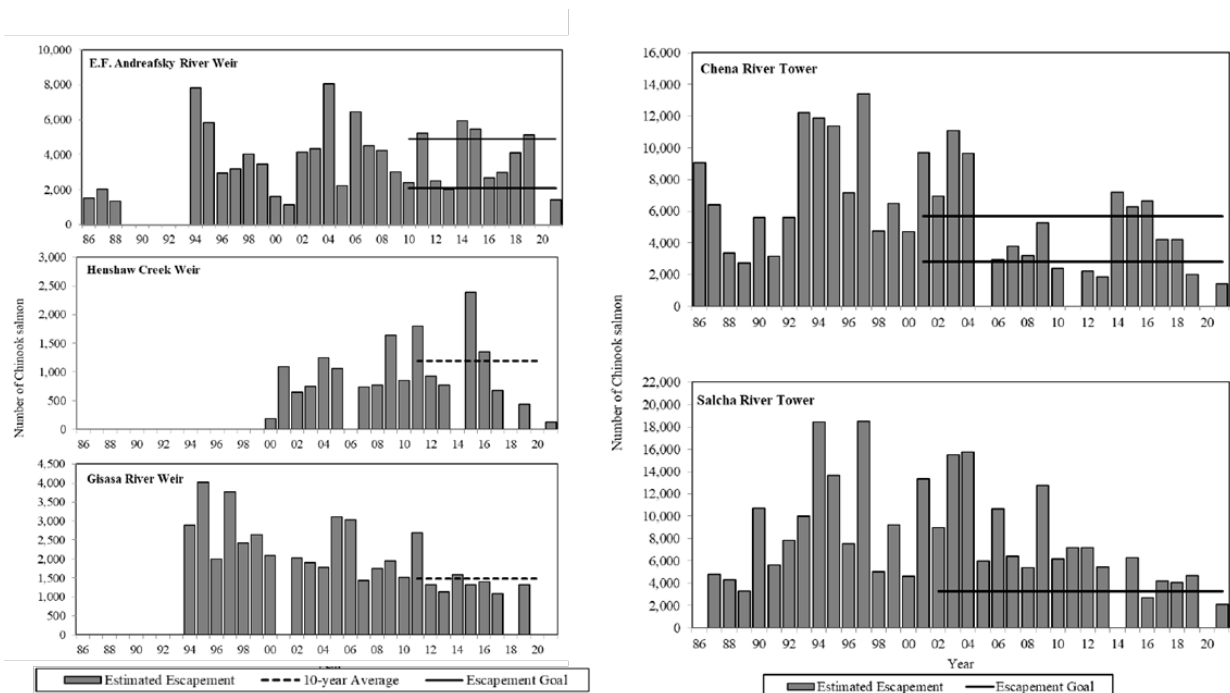 10,000
E.F. Andreafsky River Weir
8,000
6,000
4,000
2,000
0
86 88 90 92 94 96 98 00 02 04 06 08 10 12 14 16 18 20
Number of Chinook salmon
3,000
Henshaw Creek Weir
2,500
2,000
1,500
1,000
500
0
86 88 90 92 94 96 98 00 02 04 06 08 10 12 14 16 18 20
4,500
Gisasa River Weir
4,000
3,500
3,000
2,500
2,000
1,500
1,000
500
0
86 88 90 92 94 96 98 00 02 04 06 08 10 12 14 16 18 20
Estimated Escapement 10-year Average Escapement Goal
16,000
Chena River Tower
14,000
12,000
10,000
8,000
6,000
4,000
2,000
0
86 88 90 92 94 96 98 00 02 04 06 08 10 12 14 16 18 20
Number of Chinook salmon
22,000
Salcha River Tower
20,000
18,000
16,000
14,000
12,000
10,000
8,000
6,000
4,000
2,000
0
86 88 90 92 94 96 98 00 02 04 06 08 10 12 14 16 18 20
Year
Estimated Escapement Escapement Goal